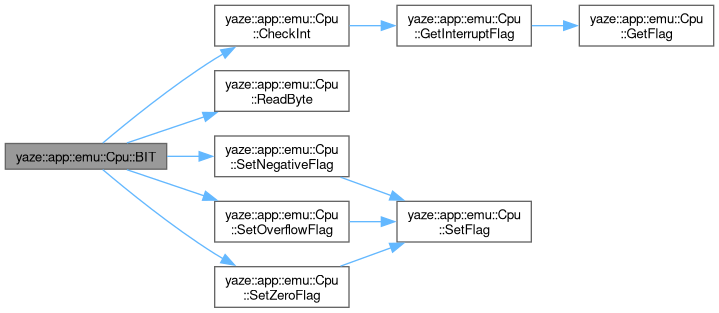 yaze::app::emu::Cpu::BIT
yaze::app::emu::Cpu
::CheckInt
yaze::app::emu::Cpu
::GetInterruptFlag
yaze::app::emu::Cpu
::GetFlag
yaze::app::emu::Cpu
::ReadByte
yaze::app::emu::Cpu
::SetNegativeFlag
yaze::app::emu::Cpu
::SetOverflowFlag
yaze::app::emu::Cpu
::SetFlag
yaze::app::emu::Cpu
::SetZeroFlag